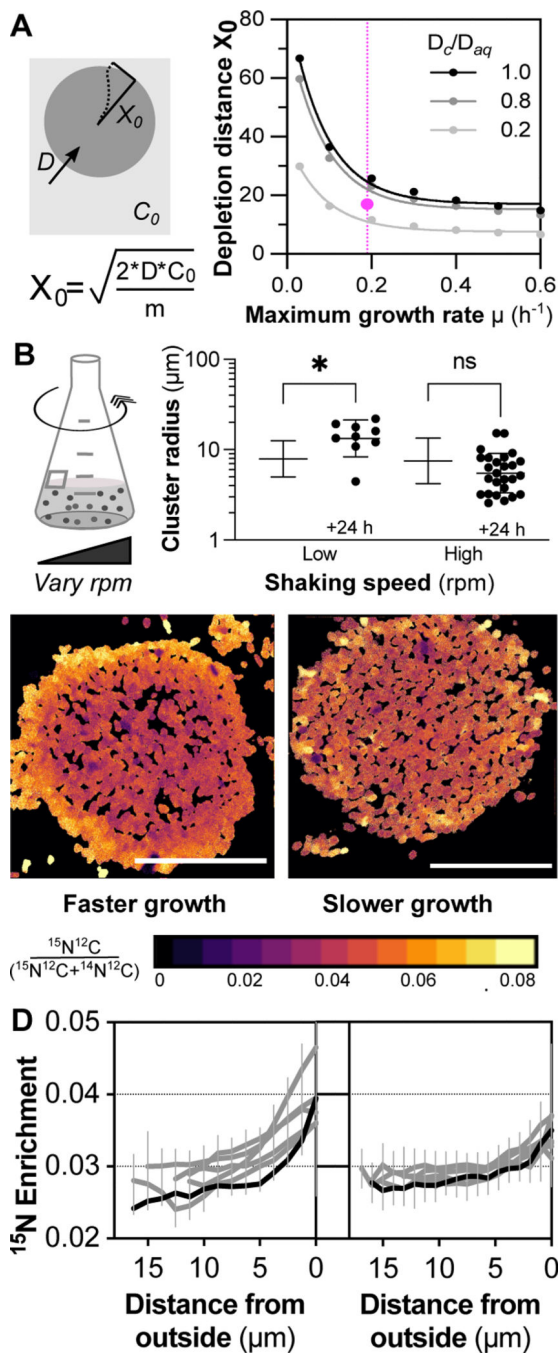 A
X₀
D
C₀
X₀=√(2*D*C₀/m)
Depletion distance X₀
80
60
40
20
0
D_c/D_aq
1.0
0.8
0.2
0.0
0.2
0.4
0.6
Maximum growth rate μ (h⁻¹)
B
Vary rpm
Cluster radius (μm)
100
10
1
*
ns
+24 h
+24 h
Low
High
Shaking speed (rpm)
Faster growth
Slower growth
¹⁵N¹²C
(¹⁵N¹²C+¹⁴N¹²C)
0
0.02
0.04
0.06
0.08
D
¹⁵N Enrichment
0.05
0.04
0.03
0.02
15
10
5
0
15
10
5
0
Distance from
outside (μm)
Distance from
outside (μm)